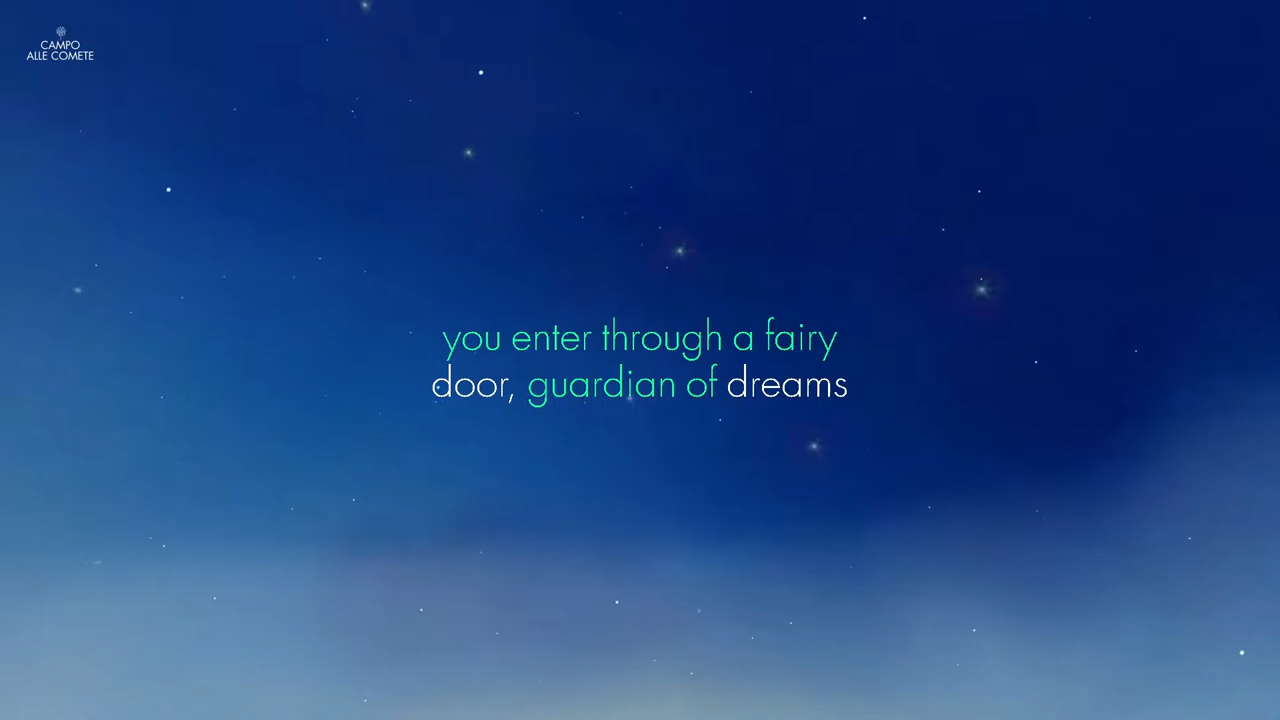 CAMPO
ALLE COMETE
you enter through a fairy
door, guardian of dreams